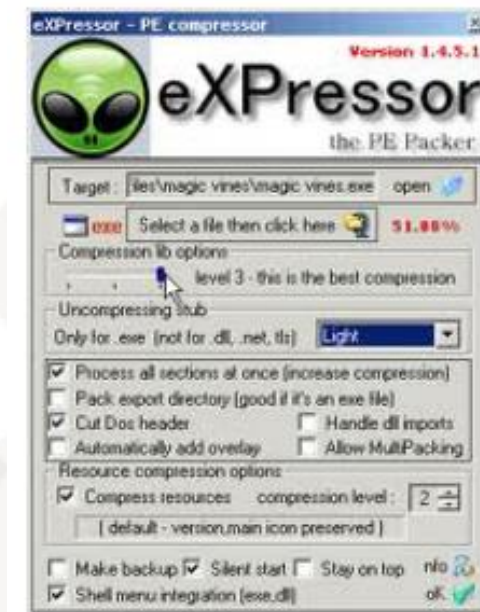 eXPressor - PE compressor
Version 1.4.5.1
eXPressor
the PE Packer
Target : iles\magic vines\magic vines.exe open
exe Select a file then click here 51.88%
Compression lib options
, , level 3 - this is the best compression
Uncompressing stub
Only for .exe (not for .dll, .net, tls) Light
Process all sections at once (increase compression)
Pack export directory (good if it's an exe file)
Cut Dos header Handle dll imports
Automatically add overlay Allow MultiPacking
Resource compression options
Compress resources compression level : 2
( default - version,main icon preserved )
Make backup Silent start Stay on top nfo
Shell menu integration (exe,dll) oK